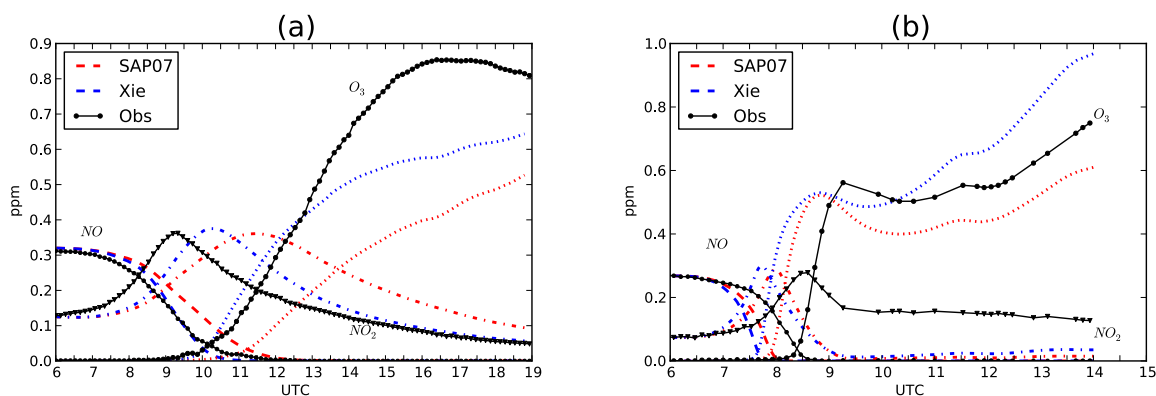 (a)
0.9
0.8
0.7
0.6
0.5
0.4
0.3
0.2
0.1
0.0
ppm
SAP07
Xie
Obs
O3
NO
NO2
6 7 8 9 10 11 12 13 14 15 16 17 18 19
UTC
(b)
1.0
0.8
0.6
0.4
0.2
0.0
ppm
SAP07
Xie
Obs
O3
NO
NO2
6 7 8 9 10 11 12 13 14 15
UTC